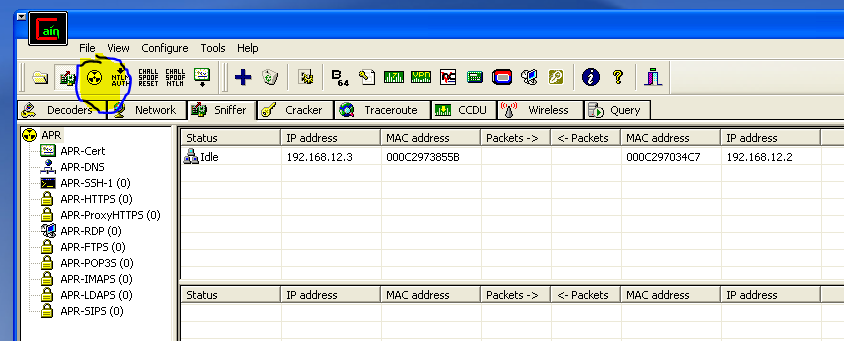 Cain
File View Configure Tools Help
NTLM AUTH CHALL SPOOF RESET CHALL SPOOF NTLM B64 VPN
Decoders Network Sniffer Cracker Traceroute CCDU Wireless Query
APR
APR-Cert
APR-DNS
APR-SSH-1 (0)
APR-HTTPS (0)
APR-ProxyHTTPS (0)
APR-RDP (0)
APR-FTPS (0)
APR-POP3S (0)
APR-IMAPS (0)
APR-LDAPS (0)
APR-SIPS (0)
Status IP address MAC address Packets -> <- Packets MAC address IP address
Idle 192.168.12.3 000C2973855B 000C297034C7 192.168.12.2
Status IP address MAC address Packets -> <- Packets MAC address IP address